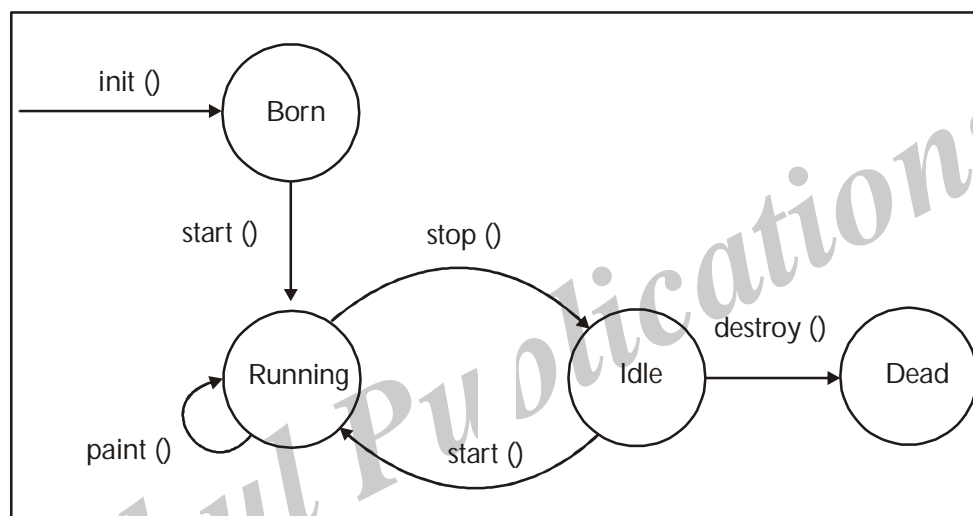 init ()
Born
start ()
stop ()
destroy ()
Running
Idle
Dead
paint ()
start ()